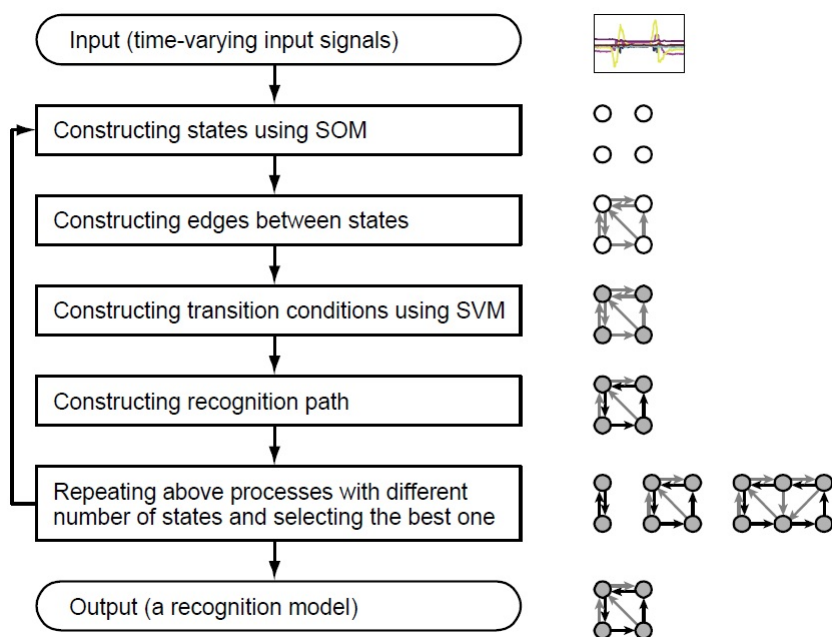 Input (time-varying input signals)
Constructing states using SOM
Constructing edges between states
Constructing transition conditions using SVM
Constructing recognition path
Repeating above processes with different
number of states and selecting the best one
Output (a recognition model)